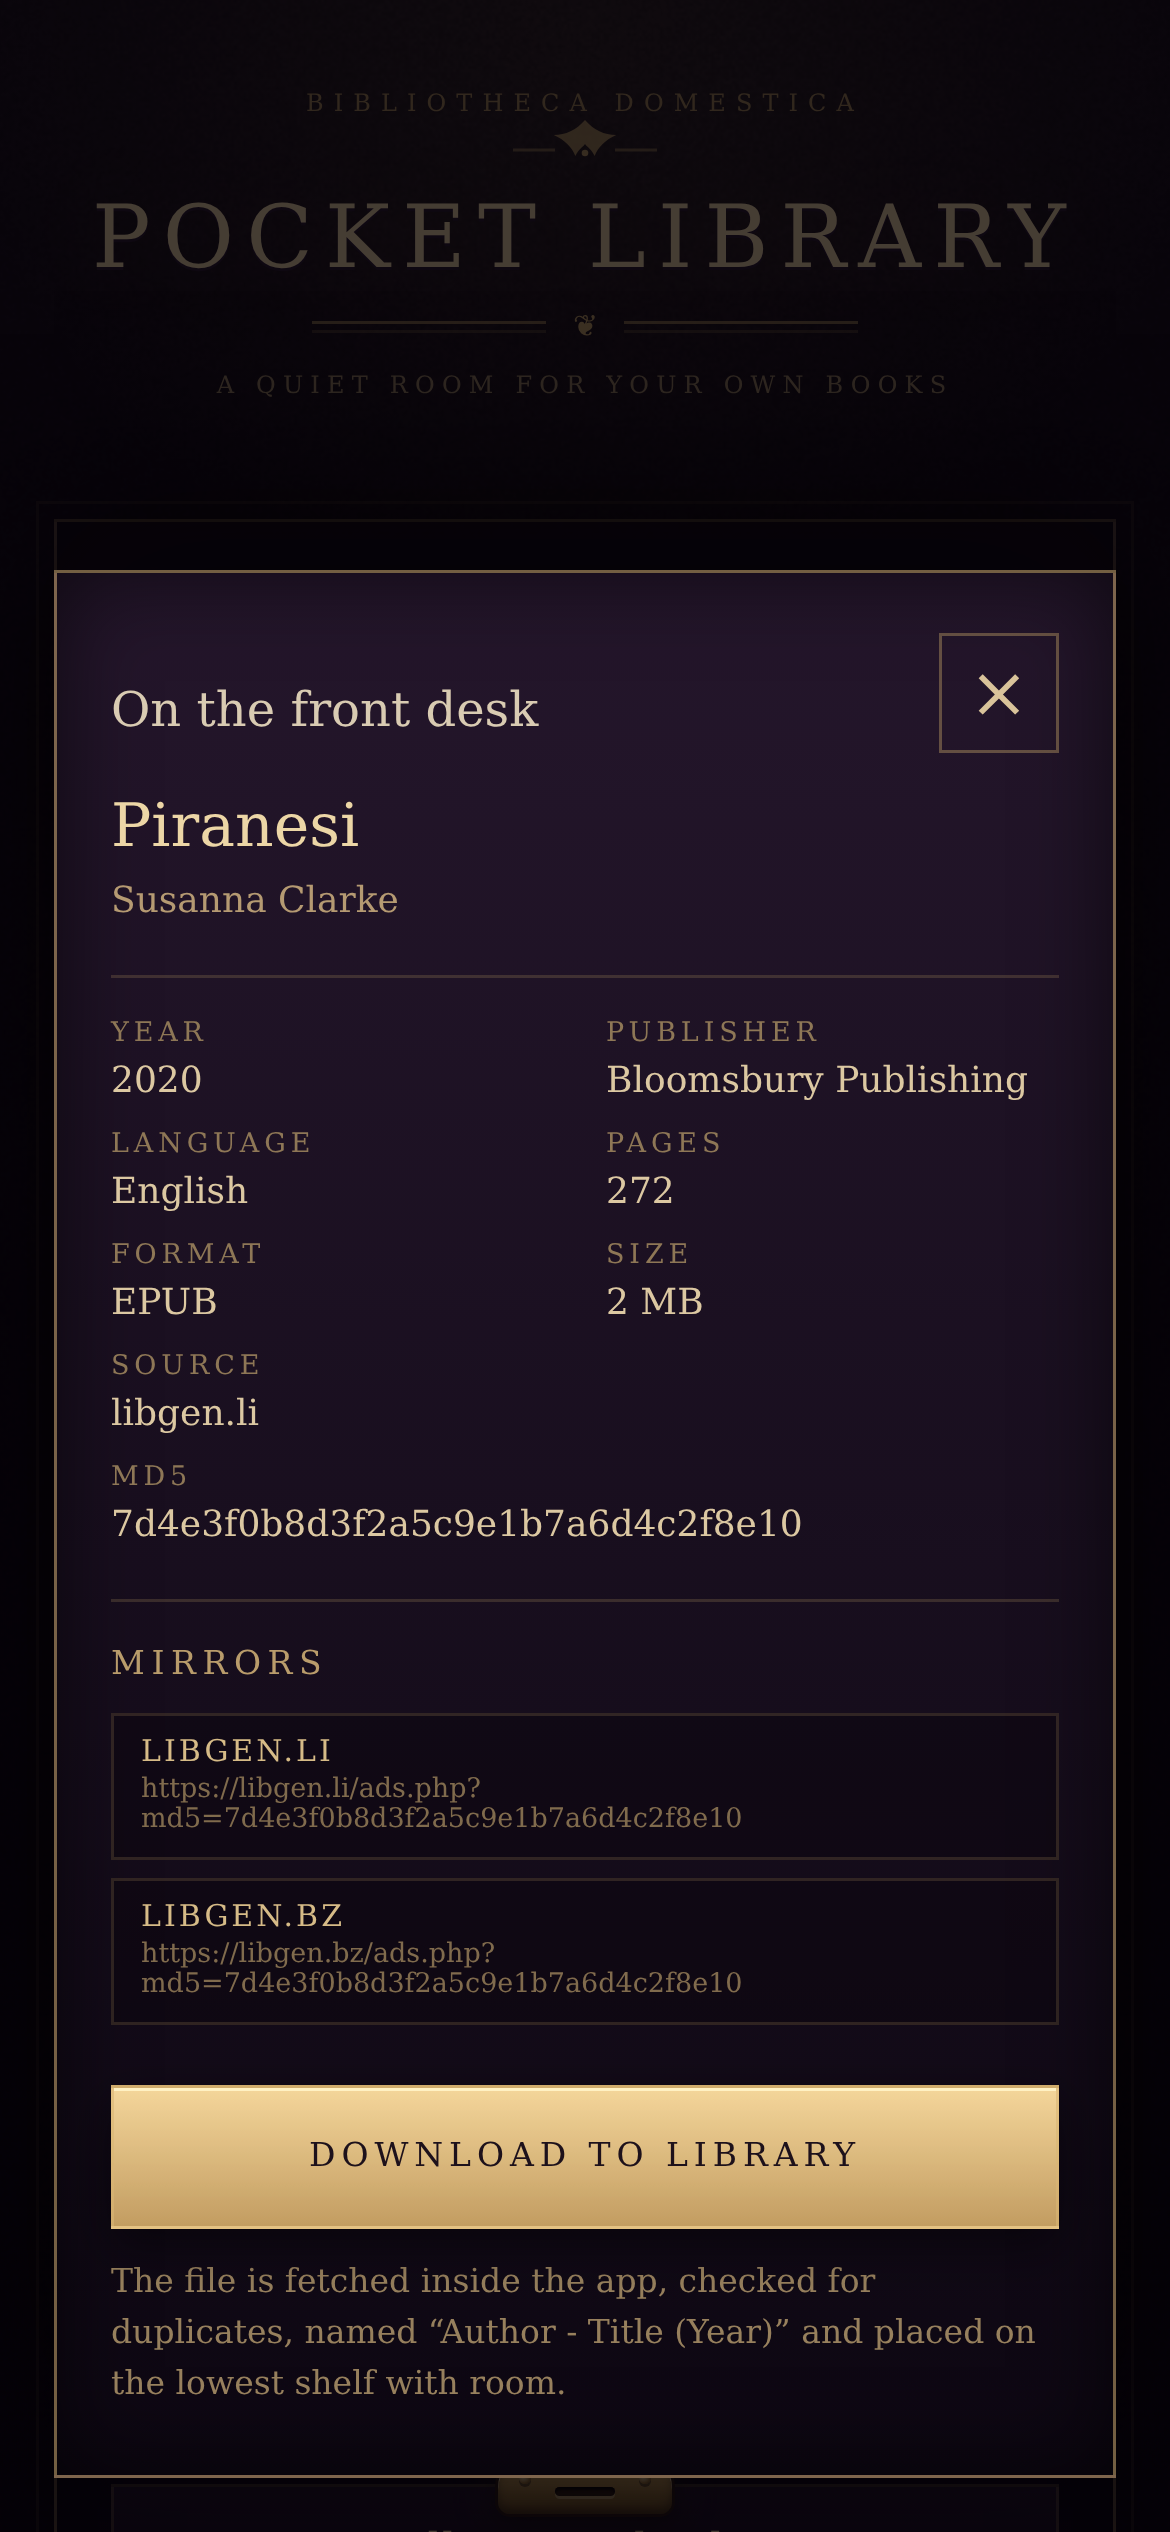 BIBLIOTHECA DOMESTICA
POCKET LIBRARY
A QUIET ROOM FOR YOUR OWN BOOKS
On the front desk
Piranesi
Susanna Clarke
YEAR
2020
PUBLISHER
Bloomsbury Publishing
LANGUAGE
English
PAGES
272
FORMAT
EPUB
SIZE
2 MB
SOURCE
libgen.li
MD5
7d4e3f0b8d3f2a5c9e1b7a6d4c2f8e10
MIRRORS
LIBGEN.LI
https://libgen.li/ads.php?
md5=7d4e3f0b8d3f2a5c9e1b7a6d4c2f8e10
LIBGEN.BZ
https://libgen.bz/ads.php?
md5=7d4e3f0b8d3f2a5c9e1b7a6d4c2f8e10
DOWNLOAD TO LIBRARY
The file is fetched inside the app, checked for
duplicates, named “Author - Title (Year)” and placed on
the lowest shelf with room.